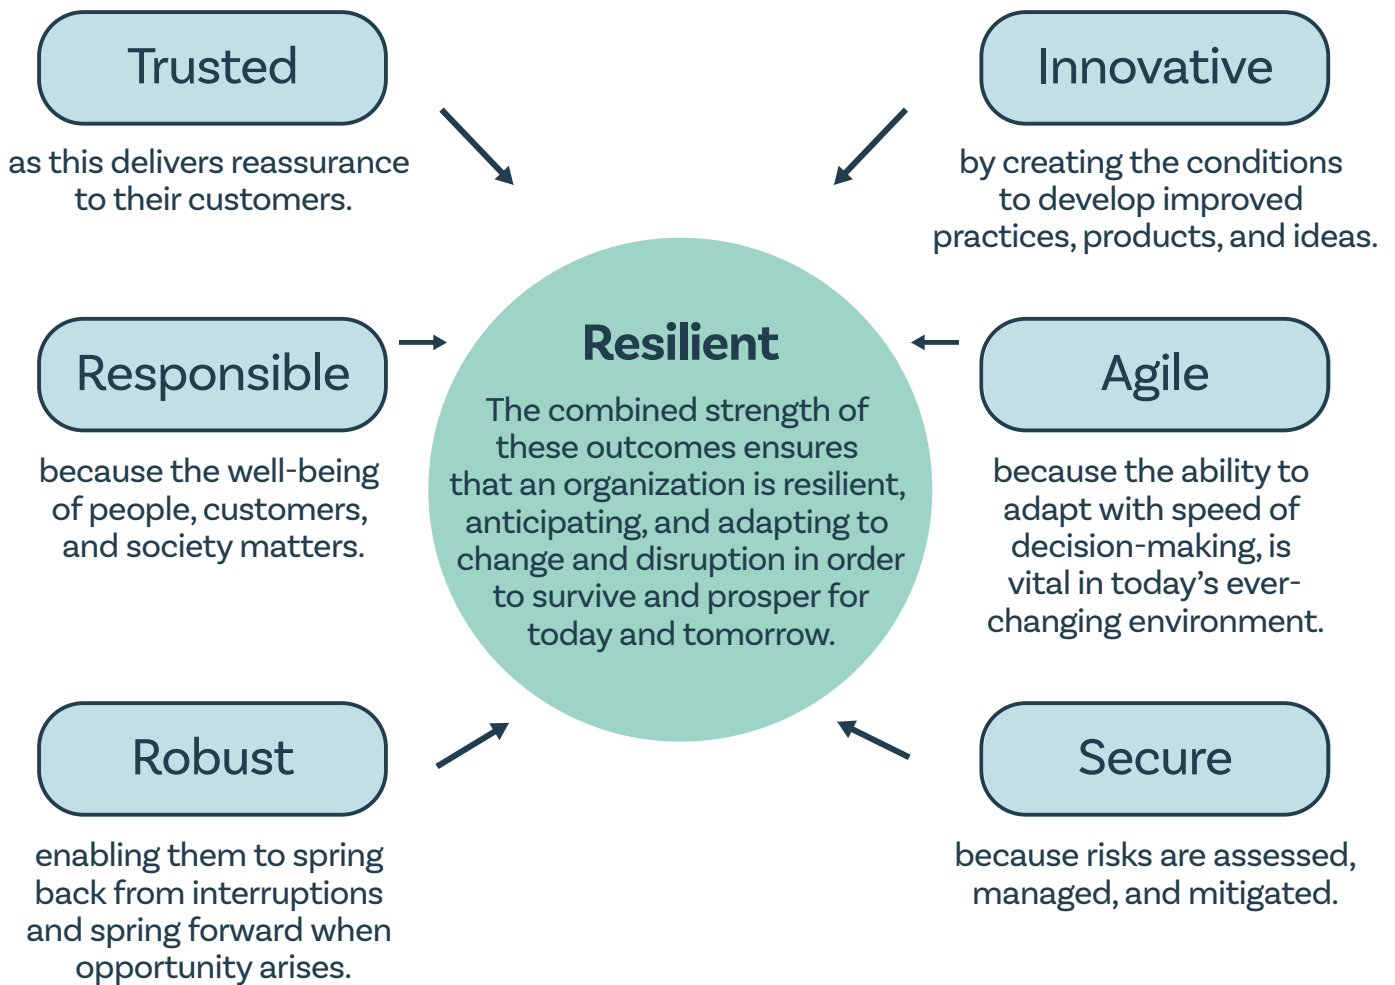 Trusted
as this delivers reassurance
to their customers.
Responsible
because the well-being
of people, customers,
and society matters.
Robust
enabling them to spring
back from interruptions
and spring forward when
opportunity arises.
Resilient
The combined strength of
these outcomes ensures
that an organization is resilient,
anticipating, and adapting to
change and disruption in order
to survive and prosper for
today and tomorrow.
Innovative
by creating the conditions
to develop improved
practices, products, and ideas.
Agile
because the ability to
adapt with speed of
decision-making, is
vital in today’s ever-
changing environment.
Secure
because risks are assessed,
managed, and mitigated.